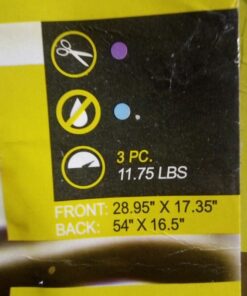 3 PC.
11.75 LBS
FRONT: 28.95" X 17.35"
BACK: 54" X 16.5"